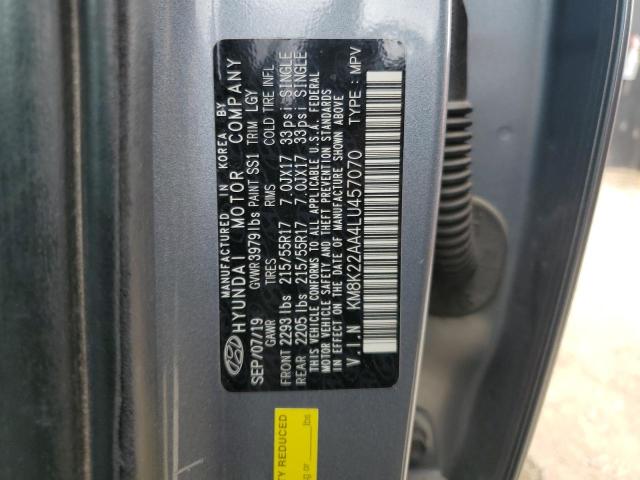 MANUFACTURED IN KOREA BY
HYUNDAI MOTOR COMPANY
SEP/07/19 GVWR 3979 lbs PAINT SS1 TRIM LGY
GAWR TIRES RIMS COLD TIRE INFL
FRONT 2293 lbs 215/55R17 7.0JX17 33psi SINGLE
REAR 2205 lbs 215/55R17 7.0JX17 33psi SINGLE
THIS VEHICLE CONFORMS TO ALL APPLICABLE U.S.A. FEDERAL
MOTOR VEHICLE SAFETY AND THEFT PREVENTION STANDARDS
IN EFFECT ON THE DATE OF MANUFACTURE SHOWN ABOVE
V.I.N KM8K22AA4LU457070 TYPE : MPV
REDUCED
or lbs